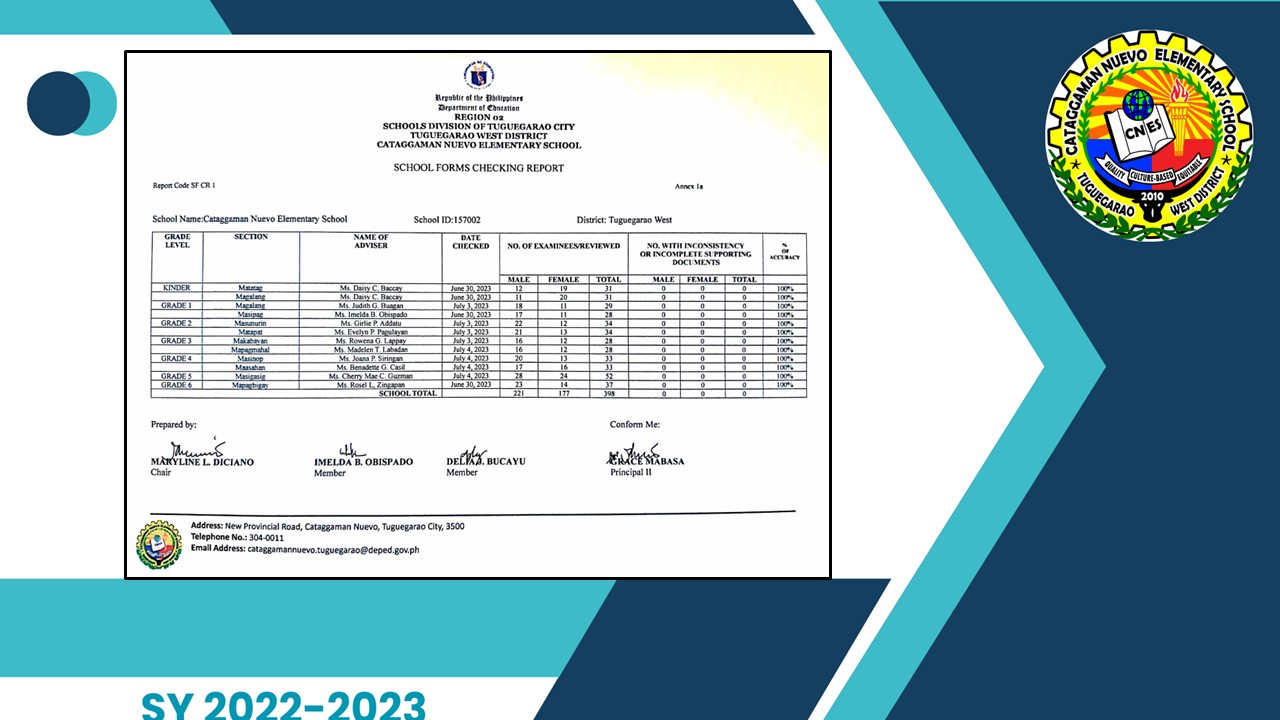 Republic of the Philippines
Department of Education
REGION 02
SCHOOLS DIVISION OF TUGUEGARAO CITY
TUGUEGARAO WEST DISTRICT
CATAGGAMAN NUEVO ELEMENTARY SCHOOL
SCHOOL FORMS CHECKING REPORT
Report Code SF CR 1 Annex 1a
School Name:Cataggaman Nuevo Elementary School School ID:157002 District: Tuguegarao West
GRADE LEVEL SECTION NAME OF ADVISER DATE CHECKED NO. OF EXAMINEES/REVIEWED NO. WITH INCONSISTENCY OR INCOMPLETE SUPPORTING DOCUMENTS % OF ACCURACY
MALE FEMALE TOTAL MALE FEMALE TOTAL
KINDER Matatag Ms. Daisy C. Baccay June 30, 2023 12 19 31 0 0 0 100%
Magalang Ms. Daisy C. Baccay June 30, 2023 11 20 31 0 0 0 100%
GRADE 1 Magalang Ms. Judith G. Buagan July 3, 2023 18 11 29 0 0 0 100%
Masipag Ms. Imelda B. Obispado June 30, 2023 17 11 28 0 0 0 100%
GRADE 2 Masunurin Ms. Girlie P. Addatu July 3, 2023 22 12 34 0 0 0 100%
Matapat Ms. Evelyn P. Pagulayan July 3, 2023 21 13 34 0 0 0 100%
GRADE 3 Makabayan Ms. Rowena G. Lappay July 3, 2023 16 12 28 0 0 0 100%
Mapagmahal Ms. Madelen T. Labadan July 4, 2023 16 12 28 0 0 0 100%
GRADE 4 Masinop Ms. Joana P. Siringan July 4, 2023 20 13 33 0 0 0 100%
Maasahan Ms. Benadette G. Casil July 4, 2023 17 16 33 0 0 0 100%
GRADE 5 Masigasig Ms. Cherry Mae C. Guzman July 4, 2023 28 24 52 0 0 0 100%
GRADE 6 Mapagbigay Ms. Rosel L, Zingapan June 30, 2023 23 14 37 0 0 0 100%
SCHOOL TOTAL 221 177 398 0 0 0
Prepared by: Conform Me:
MARYLINE L. DICIANO IMELDA B. OBISPADO DELIA J. BUCAYU GRACE MABASA
Chair Member Member Principal II
Address: New Provincial Road, Cataggaman Nuevo, Tuguegarao City, 3500
Telephone No.: 304-0011
Email Address: cataggamannuevo.tuguegarao@deped.gov.ph
CATAGGAMAN NUEVO ELEMENTARY SCHOOL
CNES
QUALITY CULTURE-BASED EQUITABLE
2010
TUGUEGARAO WEST DISTRICT
SY 2022-2023